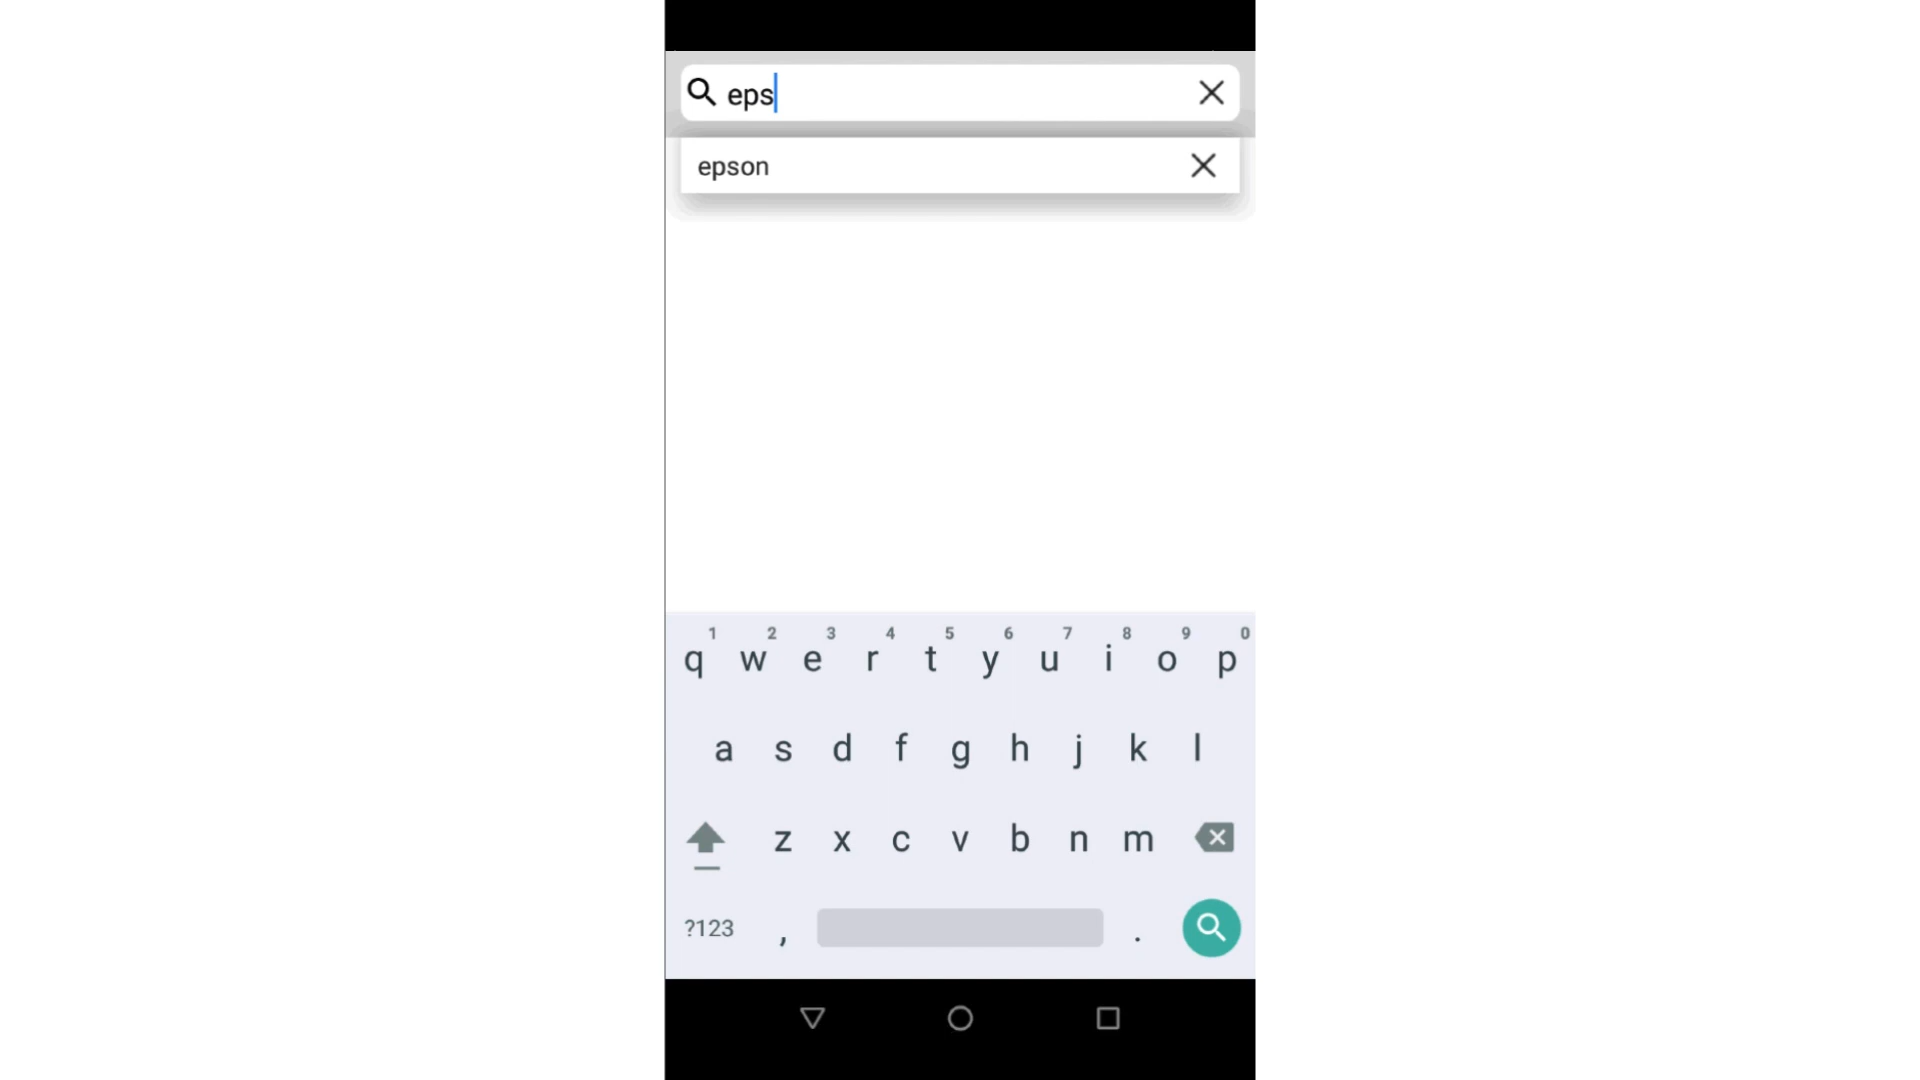 eps
epson
1 2 3 4 5 6 7 8 9 0
q w e r t y u i o p
a s d f g h j k l
z x c v b n m
?123 , .